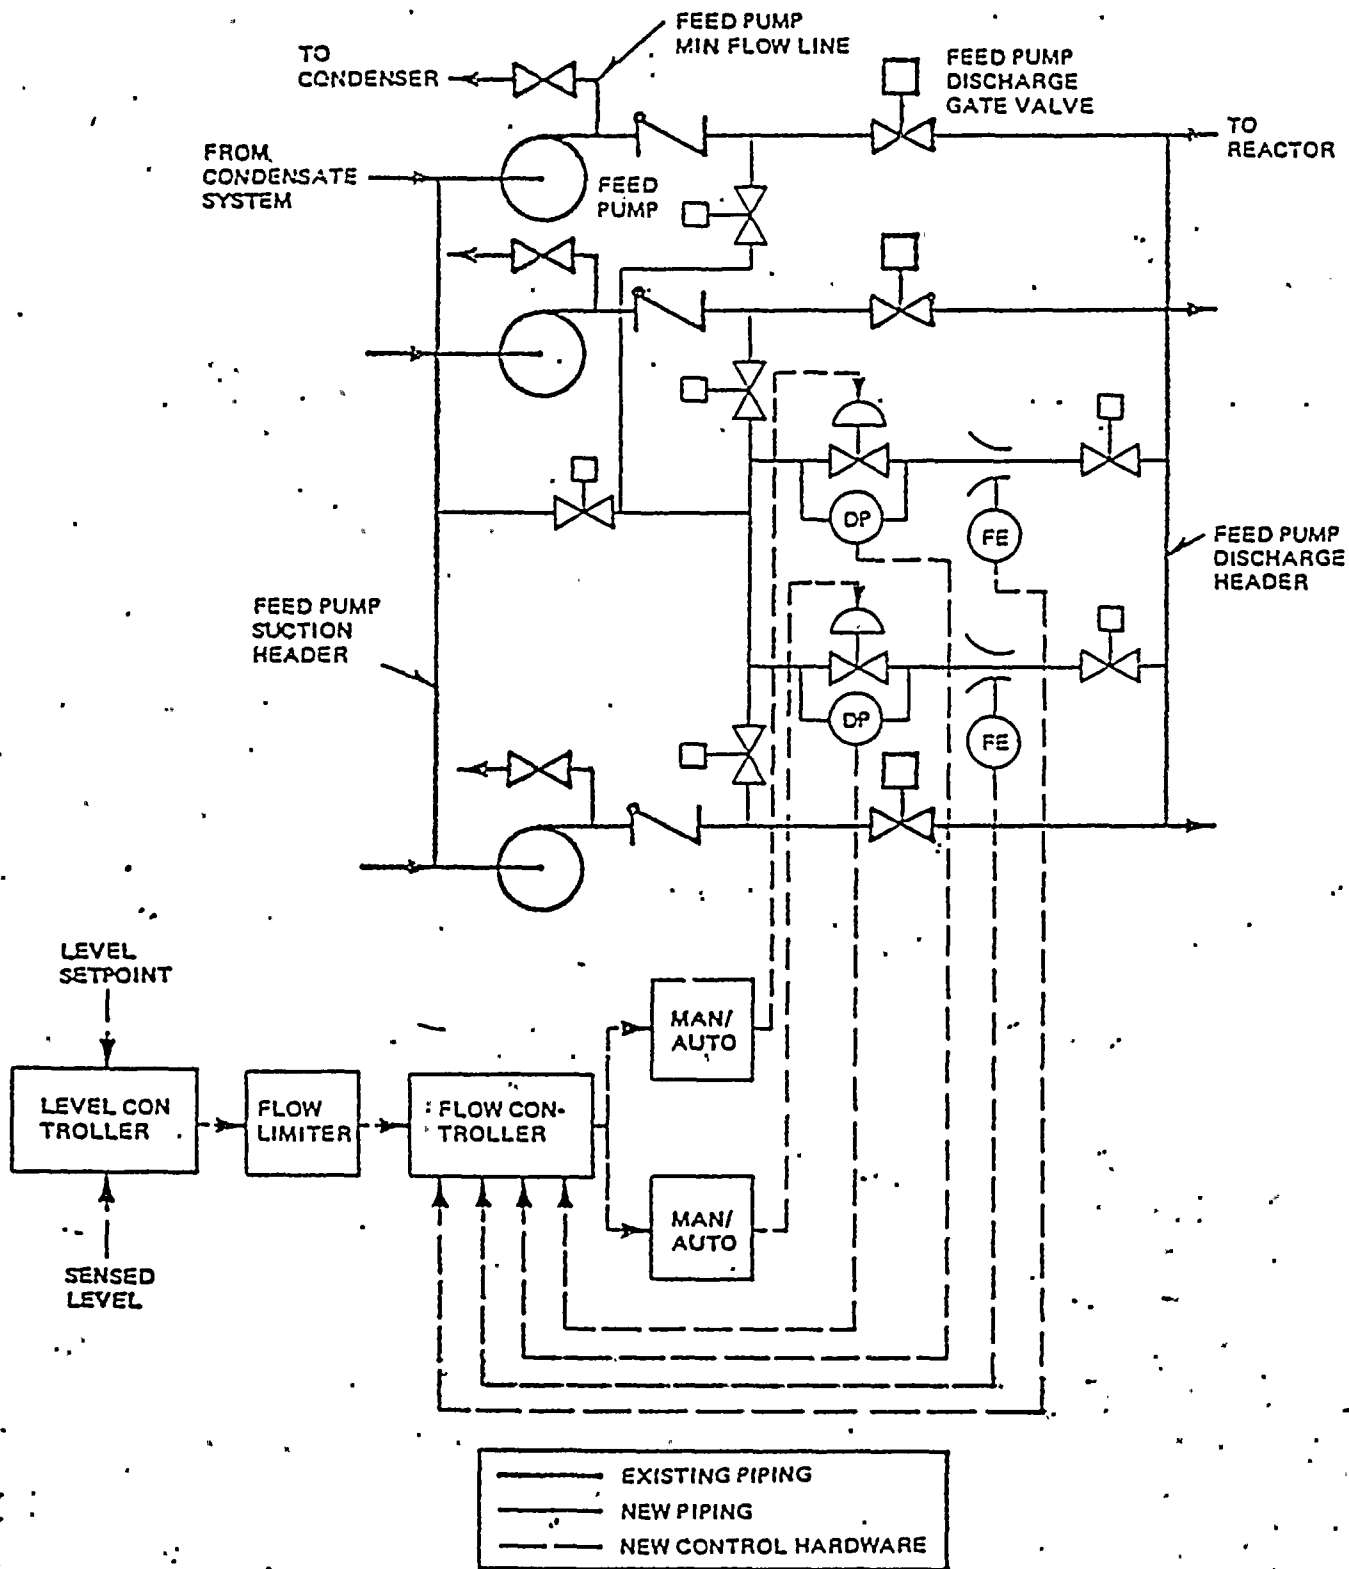 FEED PUMP
MIN FLOW LINE
TO
CONDENSER
FEED PUMP
DISCHARGE
GATE VALVE
TO
REACTOR
FROM
CONDENSATE
SYSTEM
FEED
PUMP
DP
FE
FEED PUMP
DISCHARGE
HEADER
FEED PUMP
SUCTION
HEADER
DP
FE
LEVEL
SETPOINT
MAN/
AUTO
LEVEL CON
TROLLER
FLOW
LIMITER
FLOW CON-
TROLLER
MAN/
AUTO
SENSED
LEVEL
EXISTING PIPING
NEW PIPING
NEW CONTROL HARDWARE